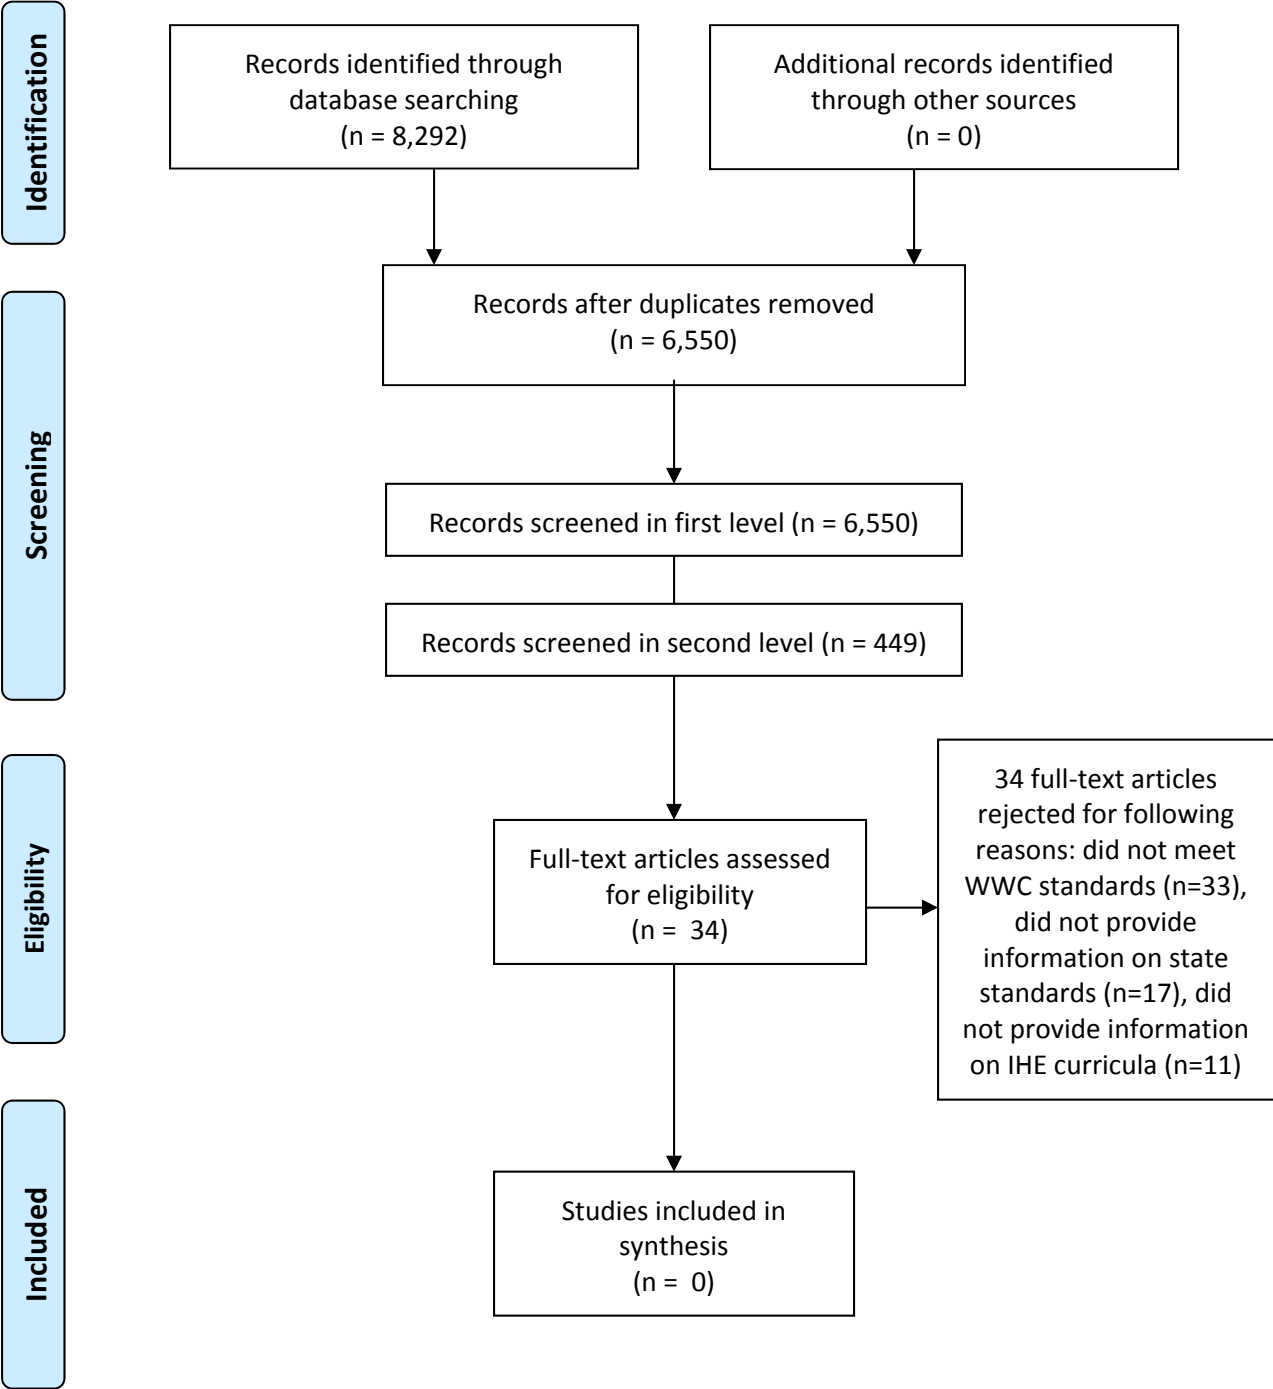 Identification
Records identified through
database searching
(n = 8,292)
Additional records identified
through other sources
(n = 0)
Screening
Records after duplicates removed
(n = 6,550)
Records screened in first level (n = 6,550)
Records screened in second level (n = 449)
Eligibility
Full-text articles assessed
for eligibility
(n =  34)
34 full-text articles
rejected for following
reasons: did not meet
WWC standards (n=33),
did not provide
information on state
standards (n=17), did
not provide information
on IHE curricula (n=11)
Included
Studies included in
synthesis
(n =  0)